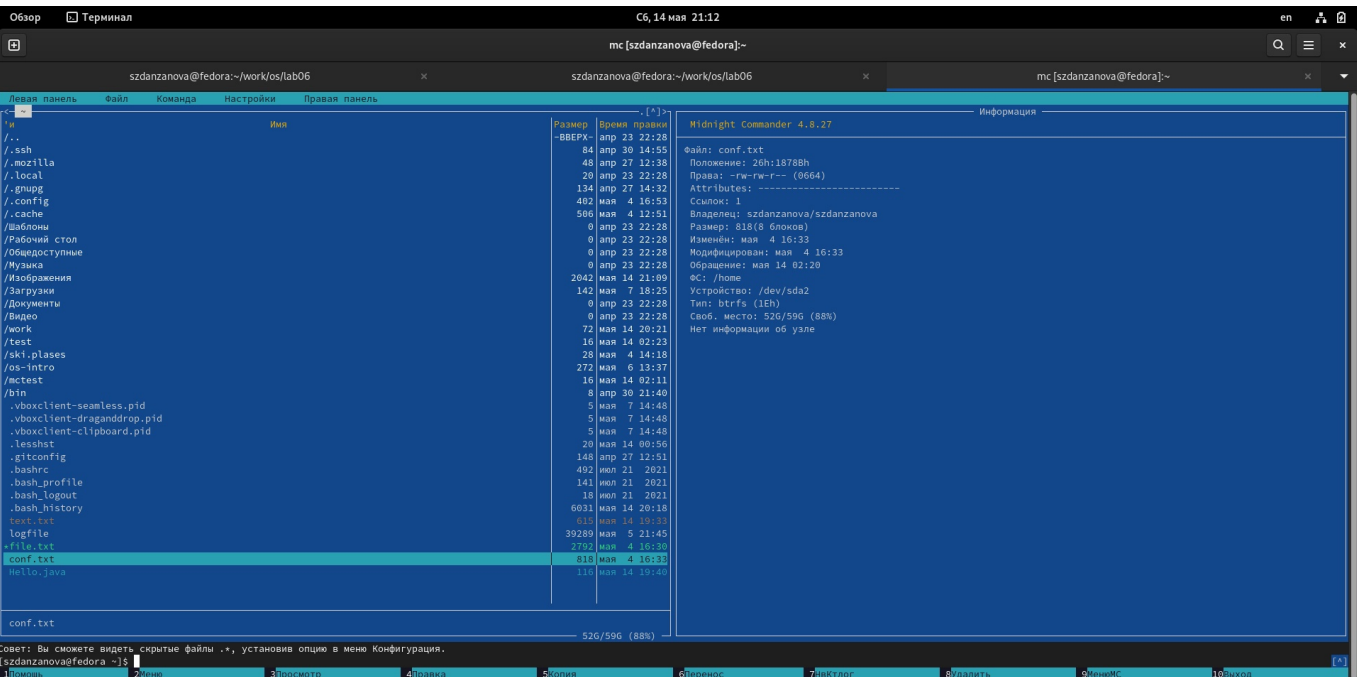 Обзор Терминал Сб, 14 мая 21:12 en
mc [szdanzanova@fedora]:~
szdanzanova@fedora:~/work/os/lab06 × szdanzanova@fedora:~/work/os/lab06 × mc [szdanzanova@fedora]:~ ×
Левая панель Файл Команда Настройки Правая панель
<- ~ .[^]>
'и Имя Размер Время правки
/.. -ВВЕРХ- апр 23 22:28
/.ssh 84 апр 30 14:55
/.mozilla 48 апр 27 12:38
/.local 20 апр 23 22:28
/.gnupg 134 апр 27 14:32
/.config 402 мая 4 16:53
/.cache 506 мая 4 12:51
/Шаблоны 0 апр 23 22:28
/Рабочий стол 0 апр 23 22:28
/Общедоступные 0 апр 23 22:28
/Музыка 0 апр 23 22:28
/Изображения 2042 мая 14 21:09
/Загрузки 142 мая 7 18:25
/Документы 0 апр 23 22:28
/Видео 0 апр 23 22:28
/work 72 мая 14 20:21
/test 16 мая 14 02:23
/ski.plases 28 мая 4 14:18
/os-intro 272 мая 6 13:37
/mctest 16 мая 14 02:11
/bin 8 апр 30 21:40
.vboxclient-seamless.pid 5 мая 7 14:48
.vboxclient-draganddrop.pid 5 мая 7 14:48
.vboxclient-clipboard.pid 5 мая 7 14:48
.lesshst 20 мая 14 00:56
.gitconfig 148 апр 27 12:51
.bashrc 492 июл 21 2021
.bash_profile 141 июл 21 2021
.bash_logout 18 июл 21 2021
.bash_history 6031 мая 14 20:18
text.txt 615 мая 14 19:33
logfile 39289 мая 5 21:45
*file.txt 2792 мая 4 16:30
conf.txt 818 мая 4 16:33
Hello.java 116 мая 14 19:40
conf.txt
52G/59G (88%)
Информация
Midnight Commander 4.8.27
Файл: conf.txt
Положение: 26h:1878Bh
Права: -rw-rw-r-- (0664)
Attributes: -------------------------
Ссылок: 1
Владелец: szdanzanova/szdanzanova
Размер: 818(8 блоков)
Изменён: мая 4 16:33
Модифицирован: мая 4 16:33
Обращение: мая 14 02:20
ФС: /home
Устройство: /dev/sda2
Тип: btrfs (1Eh)
Своб. место: 52G/59G (88%)
Нет информации об узле
Совет: Вы сможете видеть скрытые файлы .*, установив опцию в меню Конфигурация.
[szdanzanova@fedora ~]$ [^]
1Помощь 2Меню 3Просмотр 4Правка 5Копия 6Перенос 7НвКтлог 8Удалить 9МенюMC 10Выход